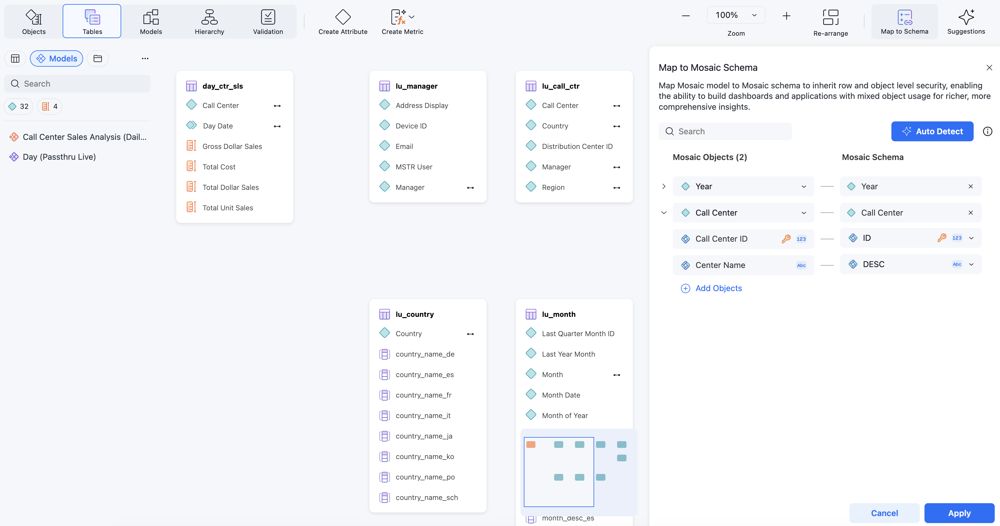 Objects
Tables
Models
Hierarchy
Validation
Create Attribute
Create Metric
100%
Zoom
Re-arrange
Map to Schema
Suggestions
Models
Search
32
4
Call Center Sales Analysis (Dail...
Day (Passthru Live)
day_ctr_sls
Call Center
Day Date
Gross Dollar Sales
Total Cost
Total Dollar Sales
Total Unit Sales
lu_manager
Address Display
Device ID
Email
MSTR User
Manager
lu_call_ctr
Call Center
Country
Distribution Center ID
Manager
Region
lu_country
Country
country_name_de
country_name_es
country_name_fr
country_name_it
country_name_ja
country_name_ko
country_name_po
country_name_sch
lu_month
Last Quarter Month ID
Last Year Month
Month
Month Date
Month of Year
month_desc_es
Map to Mosaic Schema
Map Mosaic model to Mosaic schema to inherit row and object level security, enabling
the ability to build dashboards and applications with mixed object usage for richer, more
comprehensive insights.
Search
Auto Detect
Mosaic Objects (2)
Mosaic Schema
Year
Year
Call Center
Call Center
Call Center ID
123
ID
123
Center Name
Abc
DESC
Abc
Add Objects
Cancel
Apply